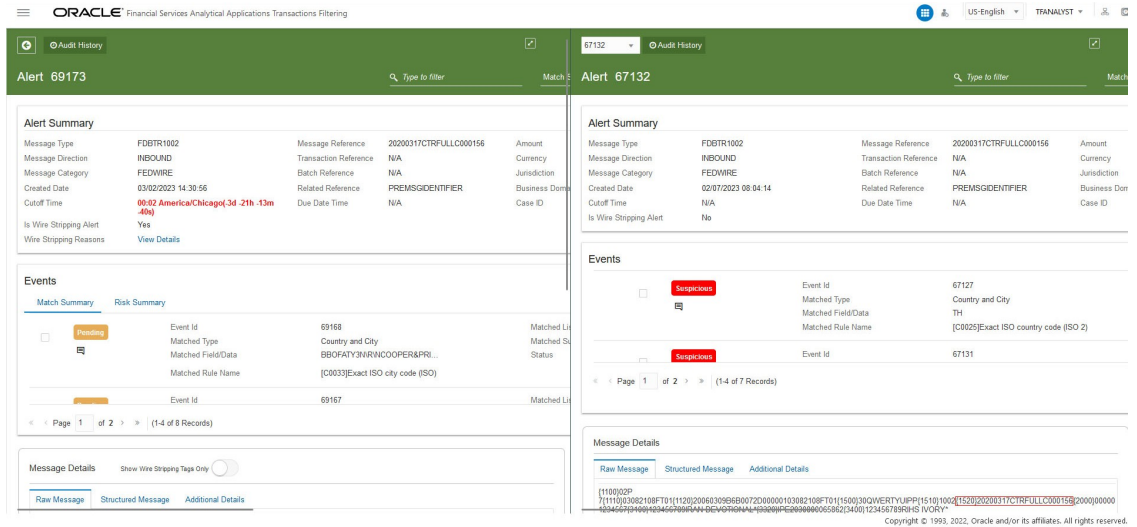 ORACLE Financial Services Analytical Applications Transactions Filtering
US-English
TFANALYST
Audit History
Alert 69173
Type to filter
Match
Alert Summary
Message Type FDBTR1002 Message Reference 20200317CTRFULLC000156 Amount
Message Direction INBOUND Transaction Reference N/A Currency
Message Category FEDWIRE Batch Reference N/A Jurisdiction
Created Date 03/02/2023 14:30:56 Related Reference PREMSGIDENTIFIER Business Doma
Cutoff Time 00:02 America/Chicago(-3d -21h -13m -40s) Due Date Time N/A Case ID
Is Wire Stripping Alert Yes
Wire Stripping Reasons View Details
Events
Match Summary Risk Summary
Pending
Event Id 69168 Matched Lis
Matched Type Country and City Matched Su
Matched Field/Data BBOFATY3N\R\NCOOPER&PRI... Status
Matched Rule Name [C0033]Exact ISO city code (ISO)
Event Id 69167 Matched Lis
Page 1 of 2 (1-4 of 8 Records)
Message Details Show Wire Stripping Tags Only
Raw Message Structured Message Additional Details
67132
Audit History
Alert 67132
Type to filter
Match
Alert Summary
Message Type FDBTR1002 Message Reference 20200317CTRFULLC000156 Amount
Message Direction INBOUND Transaction Reference N/A Currency
Message Category FEDWIRE Batch Reference N/A Jurisdiction
Created Date 02/07/2023 08:04:14 Related Reference PREMSGIDENTIFIER Business Dom
Cutoff Time N/A Due Date Time N/A Case ID
Is Wire Stripping Alert No
Events
Suspicious
Event Id 67127
Matched Type Country and City
Matched Field/Data TH
Matched Rule Name [C0025]Exact ISO country code (ISO 2)
Suspicious
Event Id 67131
Page 1 of 2 (1-4 of 7 Records)
Message Details
Raw Message Structured Message Additional Details
{1100}02P
7{1110}03082108FT01{1120}20060309B6B0072D00000103082108FT01{1500}30QWERTYUIPP{1510}1002{1520}20200317CTRFULLC000156{2000}00000
Copyright © 1993, 2022, Oracle and/or its affiliates. All rights reserved.